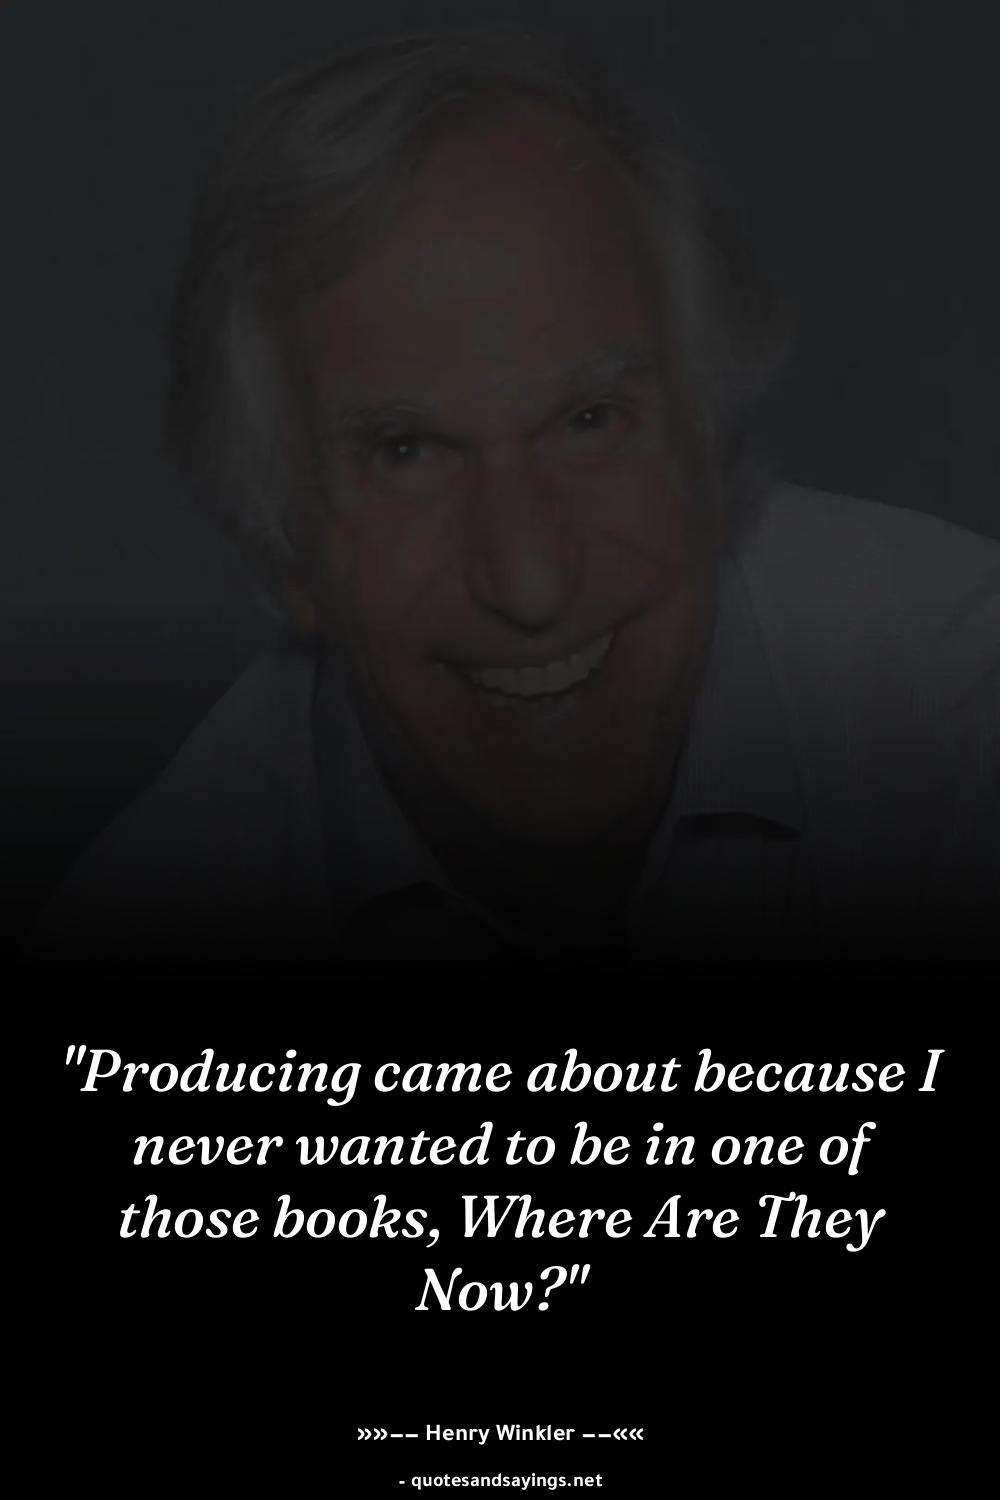 "Producing came about because I
never wanted to be in one of
those books, Where Are They
Now?"
»»−− Henry Winkler −−««
- quotesandsayings.net